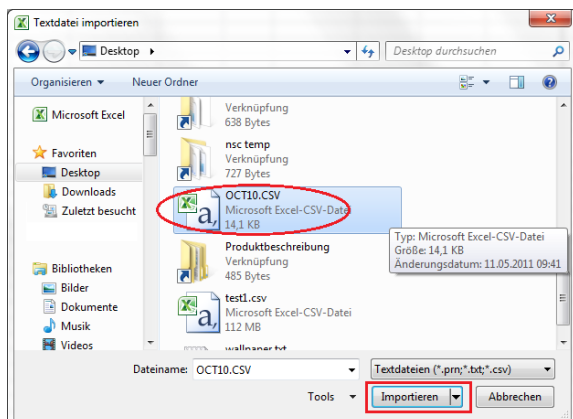 Textdatei importieren
Desktop
Desktop durchsuchen
Organisieren
Neuer Ordner
Microsoft Excel
Favoriten
Desktop
Downloads
Zuletzt besucht
Bibliotheken
Bilder
Dokumente
Musik
Videos
Verknüpfung
638 Bytes
nsc temp
Verknüpfung
727 Bytes
OCT10.CSV
Microsoft Excel-CSV-Datei
14,1 KB
Produktbeschreibung
Verknüpfung
485 Bytes
test1.csv
Microsoft Excel-CSV-Datei
112 MB
wallpaper.txt
Typ: Microsoft Excel-CSV-Datei
Größe: 14,1 KB
Änderungsdatum: 11.05.2011 09:41
Dateiname: OCT10.CSV
Textdateien (*.prn;*.txt;*.csv)
Tools
Importieren
Abbrechen